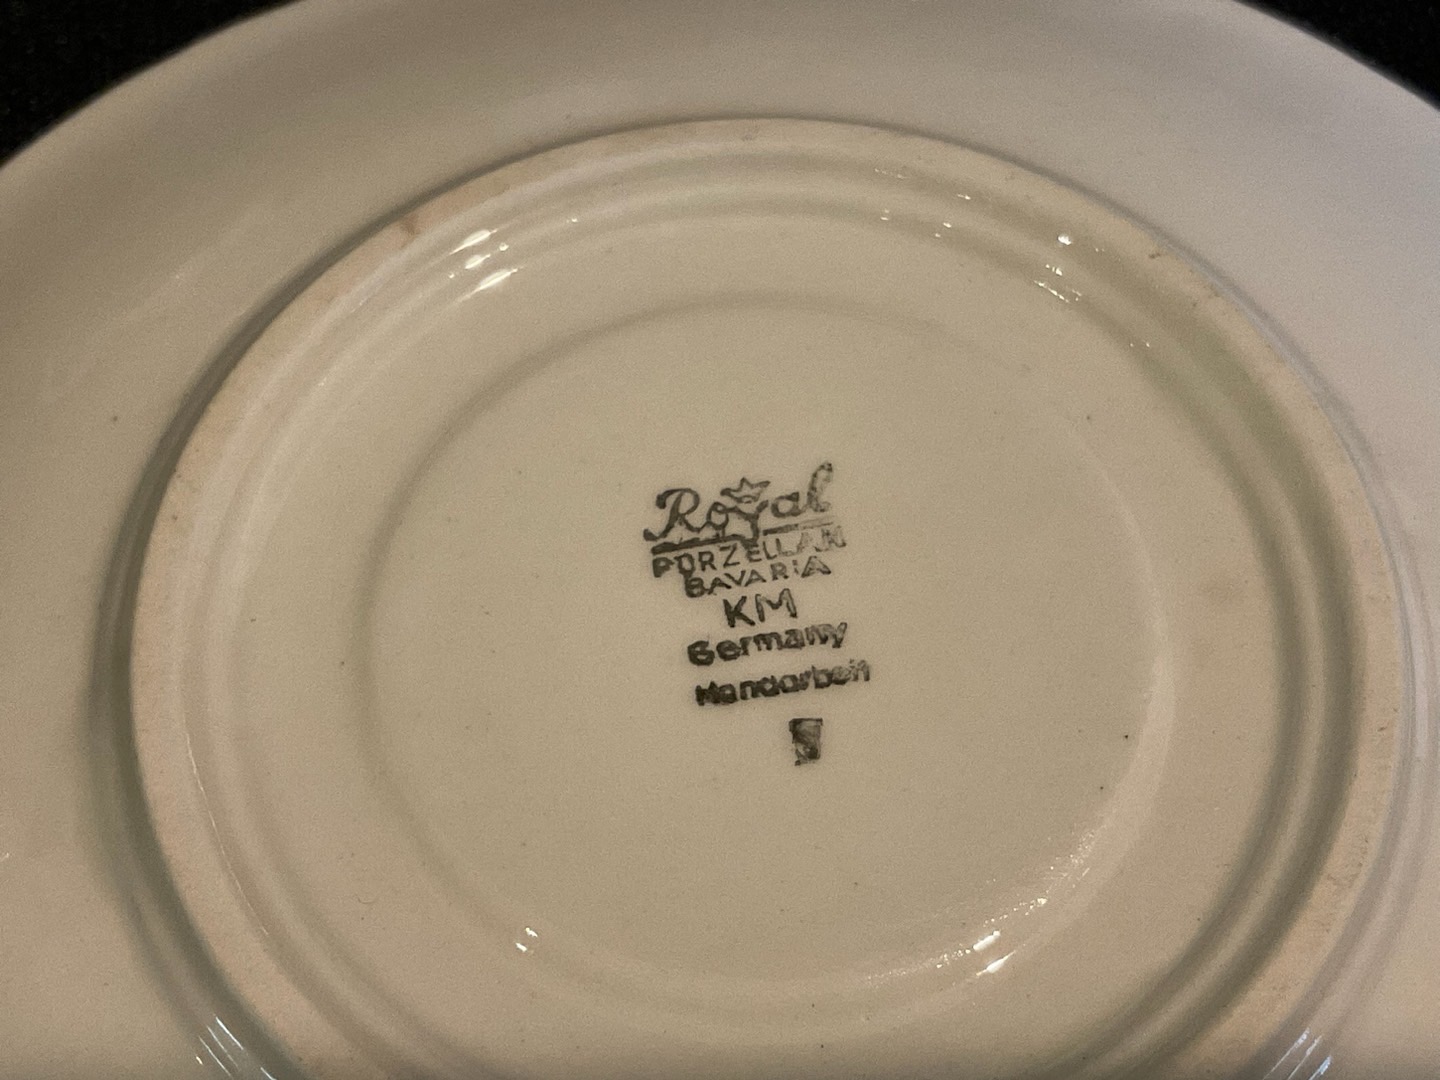 Royal
PORZELLAN
BAVARIA
KM
Germany
Handarbeit